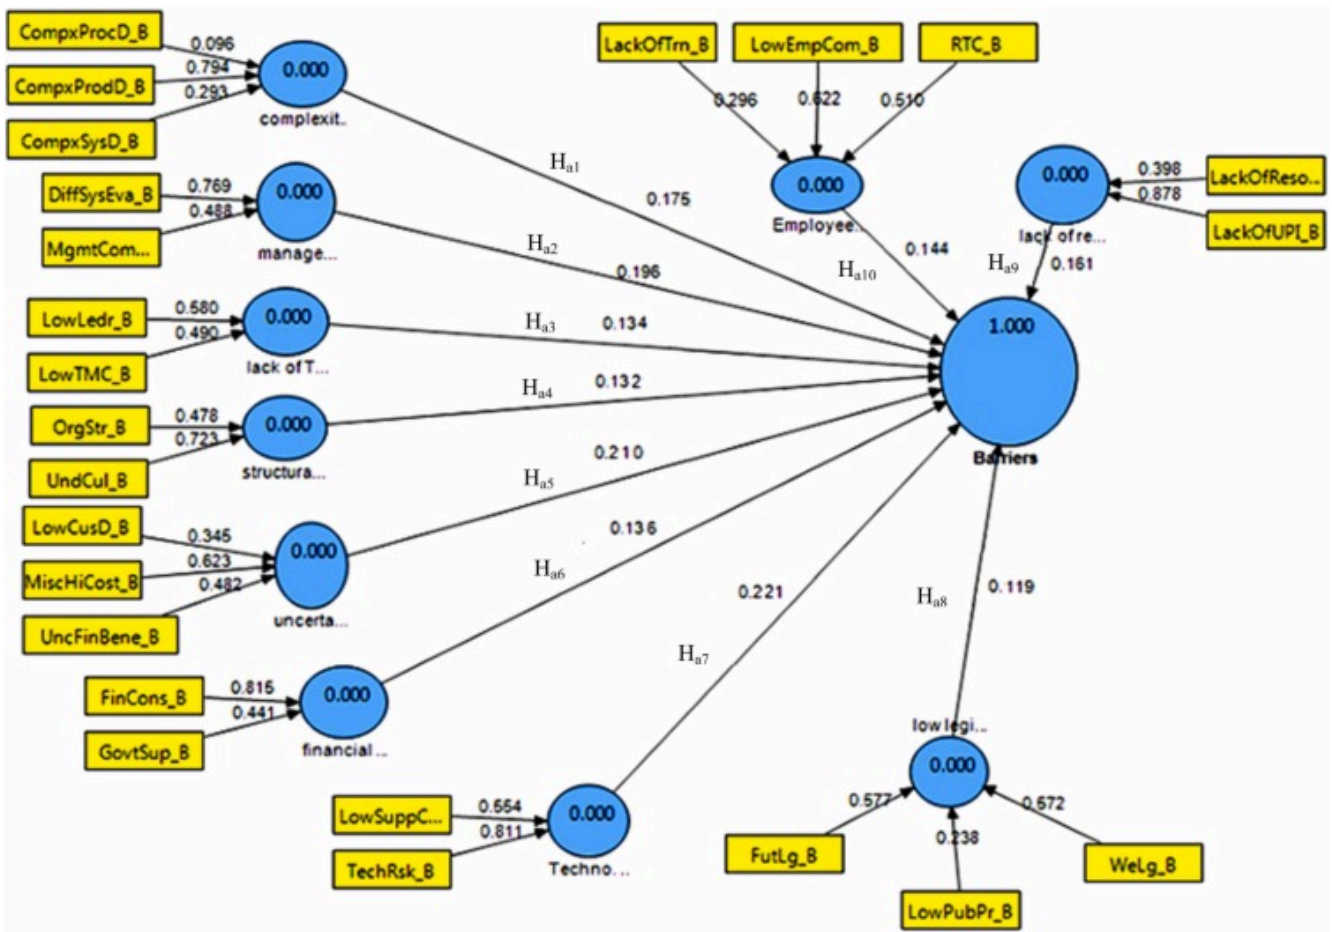 CompxProcD_B
0.096
CompxProdD_B
0.794
CompxSysD_B
0.293
0.000
complexit..
LackOfTrn_B
LowEmpCom_B
RTC_B
0.296
0.622
0.510
0.000
Employee..
0.000
lack of re...
0.398
LackOfReso...
0.878
LackOfUPI_B
Ha1
0.175
DiffSysEva_B
0.769
MgmtCom...
0.488
0.000
manage...
Ha2
0.196
Ha10
0.144
Ha9
0.161
LowLedr_B
0.580
LowTMC_B
0.490
0.000
lack of T...
Ha3
0.134
1.000
Barriers
OrgStr_B
0.478
UndCul_B
0.723
0.000
structura...
Ha4
0.132
LowCusD_B
0.345
MiscHiCost_B
0.623
UncFinBene_B
0.482
0.000
uncerta...
Ha5
0.210
FinCons_B
0.815
GovtSup_B
0.441
0.000
financial ...
Ha6
0.136
LowSuppC...
TechRsk_B
0.811
0.000
Techno...
Ha7
0.221
Ha8
0.119
low legi...
0.000
0.577
0.238
0.572
FutLg_B
LowPubPr_B
WeLg_B